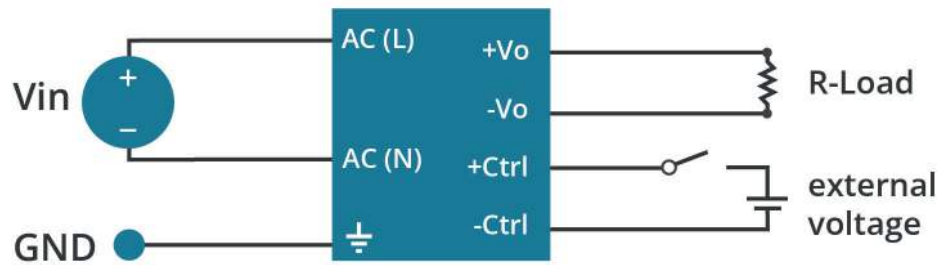 AC (L)
+Vo
Vin
+
−
-Vo
R-Load
AC (N)
+Ctrl
external
voltage
-Ctrl
GND